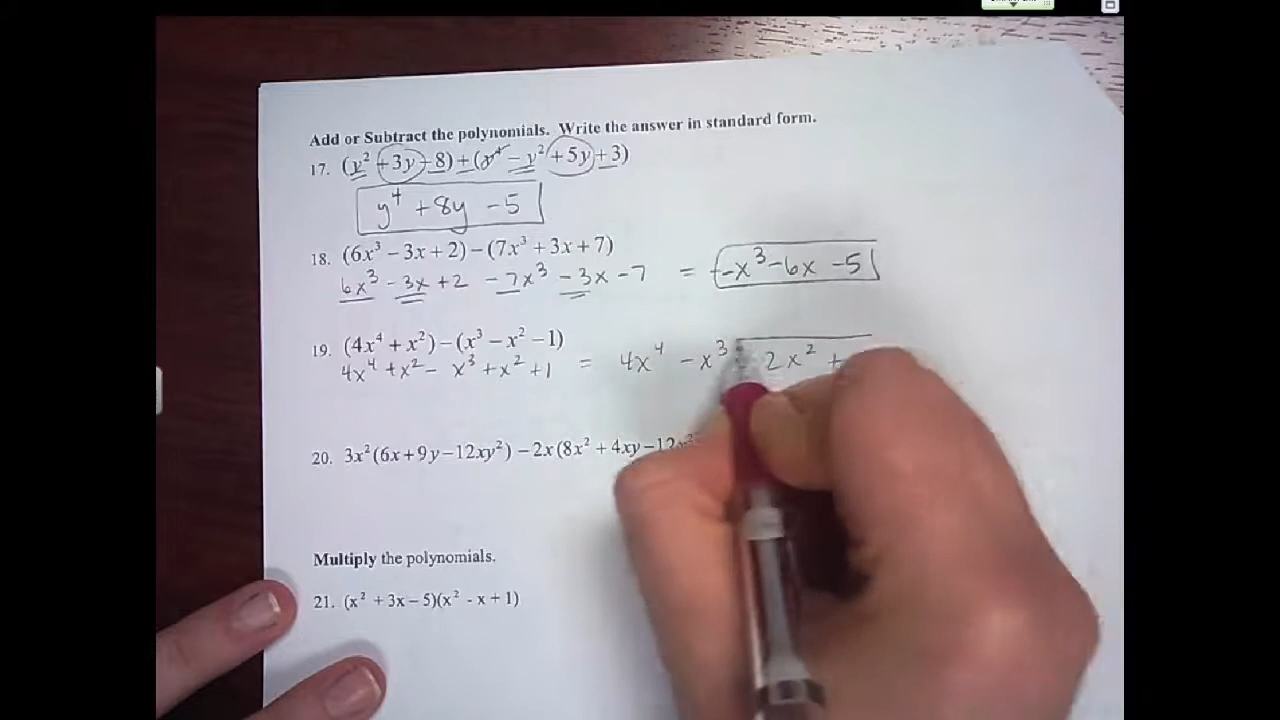 Add or Subtract the polynomials. Write the answer in standard form.
17. (y² + 3y - 8) + (y⁴ - y² + 5y + 3)
y⁴ + 8y - 5
18. (6x³ - 3x + 2) - (7x³ + 3x + 7)
6x³ - 3x + 2 - 7x³ - 3x - 7 = -x³ - 6x - 5
19. (4x⁴ + x²) - (x³ - x² - 1)
4x⁴ + x² - x³ + x² + 1 = 4x⁴ - x³ 2x² +
20. 3x²(6x + 9y - 12xy²) - 2x(8x² + 4xy - 12
Multiply the polynomials.
21. (x² + 3x - 5)(x² - x + 1)